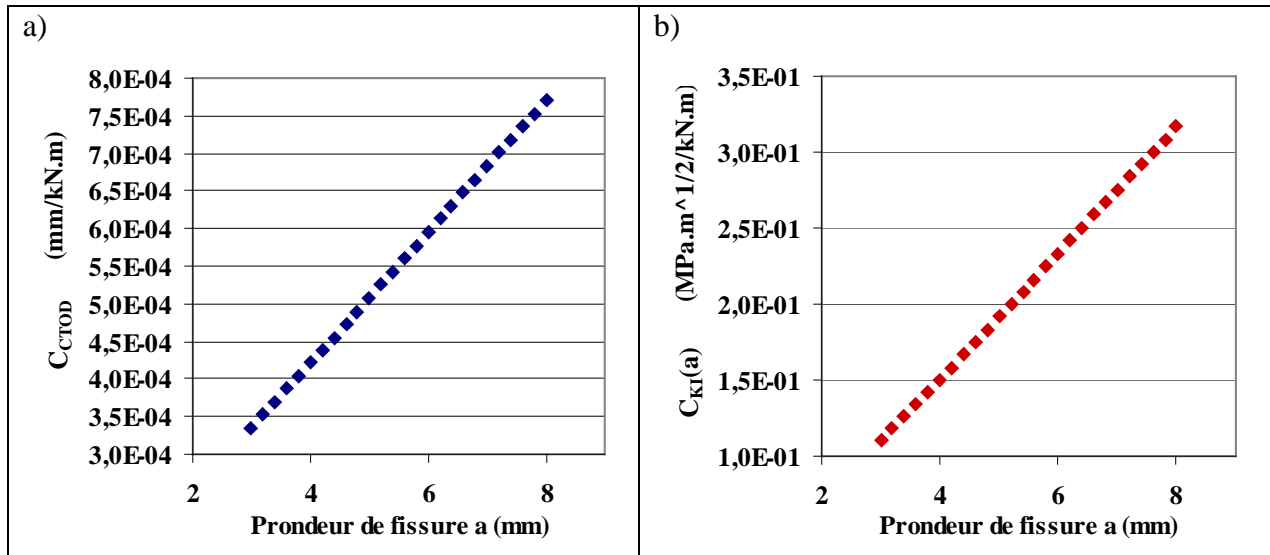 a)
8,0E-04
7,5E-04
7,0E-04
6,5E-04
6,0E-04
5,5E-04
5,0E-04
4,5E-04
4,0E-04
3,5E-04
3,0E-04
C_CTOD (mm/kN.m)
2 4 6 8
Prondeur de fissure a (mm)
b)
3,5E-01
3,0E-01
2,5E-01
2,0E-01
1,5E-01
1,0E-01
C_KI(a) (MPa.m^1/2/kN.m)
2 4 6 8
Prondeur de fissure a (mm)